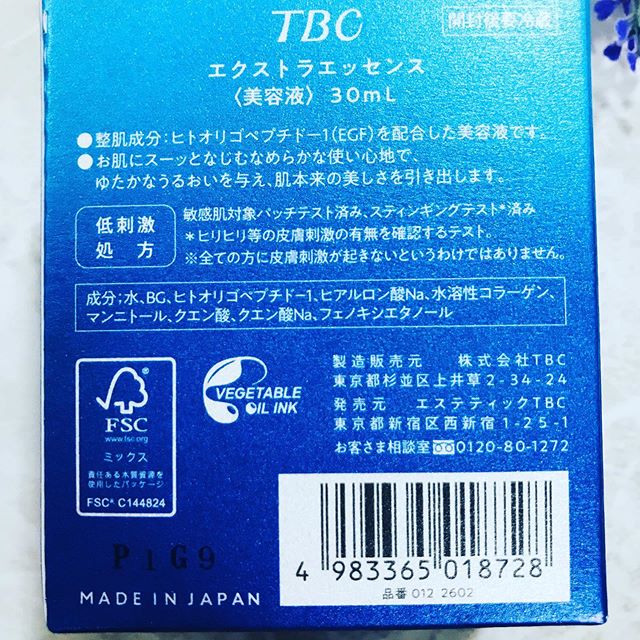 TBC
開封後要冷蔵
エクストラエッセンス
〈美容液〉30mL
●整肌成分：ヒトオリゴペプチド－1（EGF）を配合した美容液です。
●お肌にスーッとなじむなめらかな使い心地で、
ゆたかなうるおいを与え、肌本来の美しさを引き出します。
低刺激
処方
敏感肌対象パッチテスト済み、スティンギングテスト*済み
＊ヒリヒリ等の皮膚刺激の有無を確認するテスト。
※全ての方に皮膚刺激が起きないというわけではありません。
成分；水、BG、ヒトオリゴペプチド－1、ヒアルロン酸Na、水溶性コラーゲン、
マンニトール、クエン酸、クエン酸Na、フェノキシエタノール
FSC
www.fsc.org
ミックス
責任ある木質資源を
使用したパッケージ
FSC® C144824
VEGETABLE
OIL INK
製造販売元 株式会社TBC
東京都杉並区上井草2-34-24
発売元 エステティックTBC
東京都新宿区西新宿1-25-1
お客さま相談室 0120-80-1272
P1G9
MADE IN JAPAN
4 983365 018728
品番 012 2602